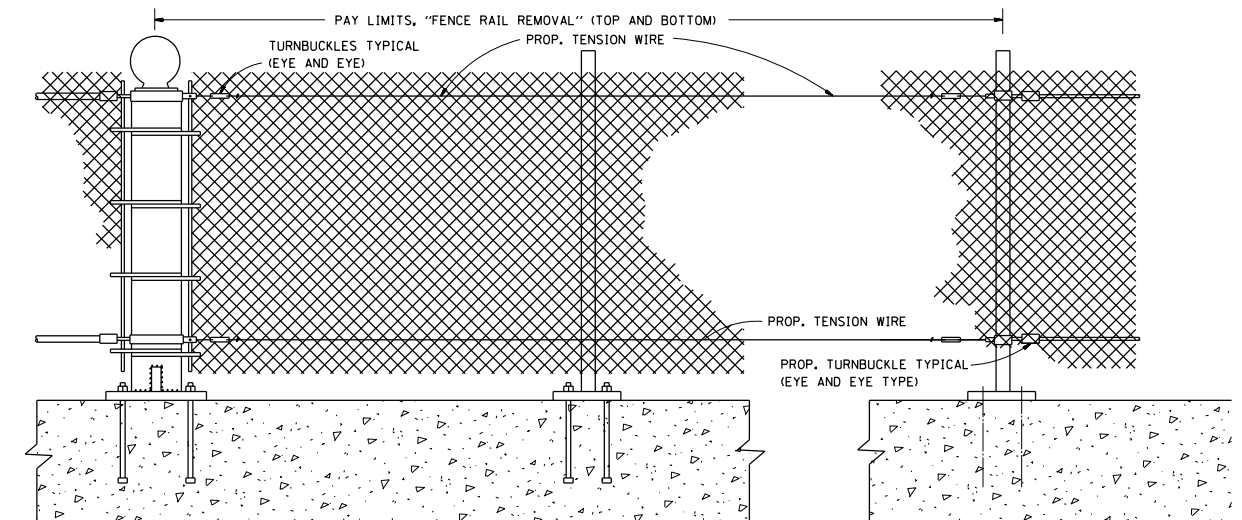 PAY LIMITS, "FENCE RAIL REMOVAL" (TOP AND BOTTOM)
TURNBUCKLES TYPICAL
(EYE AND EYE)
PROP. TENSION WIRE
PROP. TENSION WIRE
PROP. TURNBUCKLE TYPICAL
(EYE AND EYE TYPE)